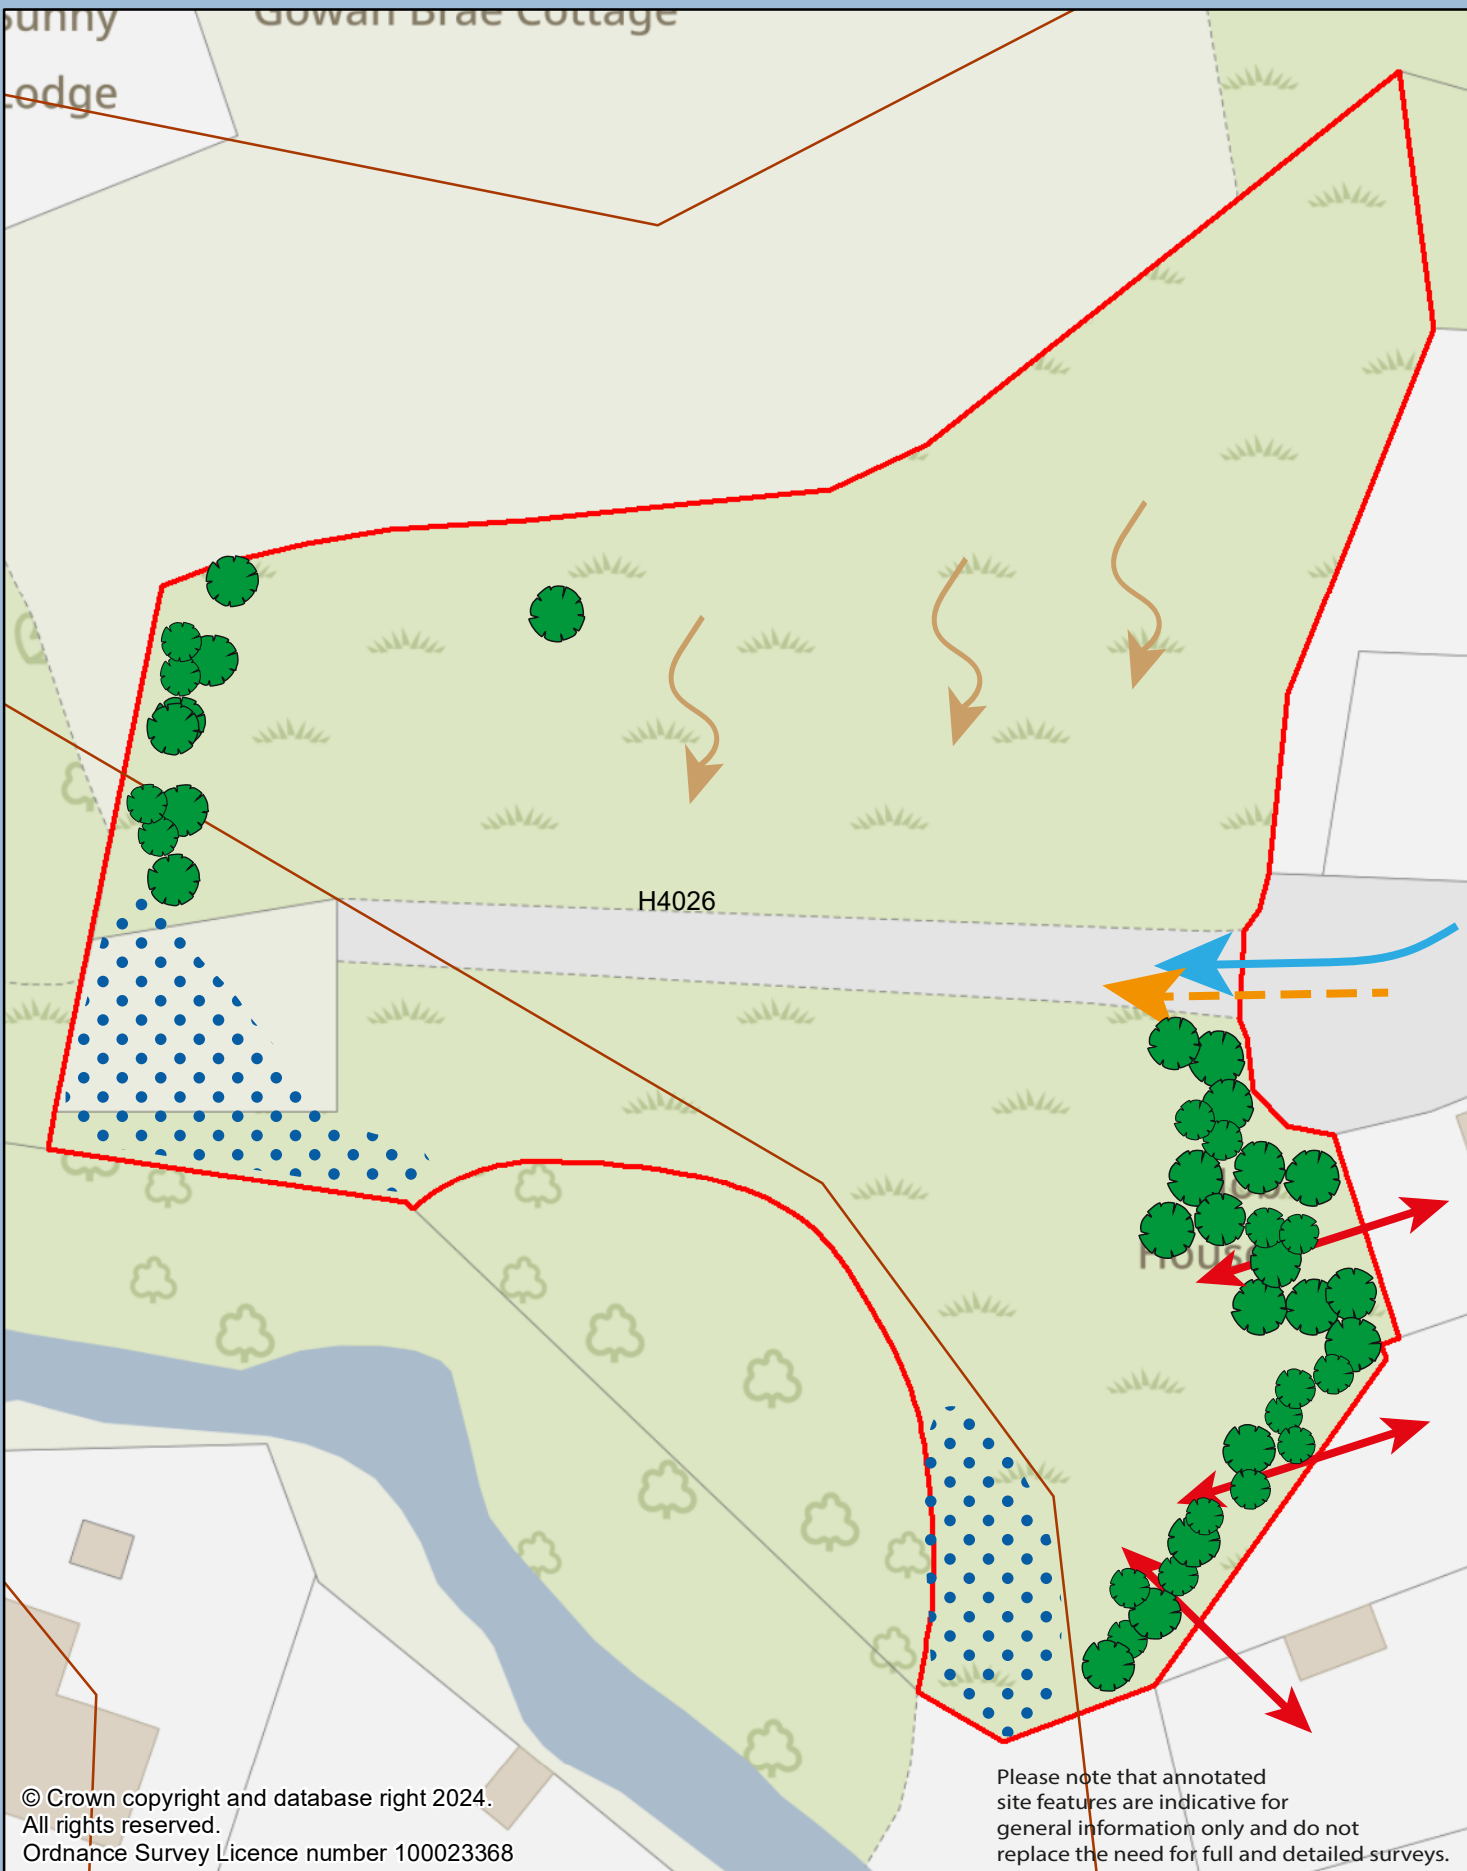 Sunny
Gowan Brae Cottage
Lodge
H4026
House
© Crown copyright and database right 2024.
All rights reserved.
Ordnance Survey Licence number 100023368
Please note that annotated
site features are indicative for
general information only and do not
replace the need for full and detailed surveys.